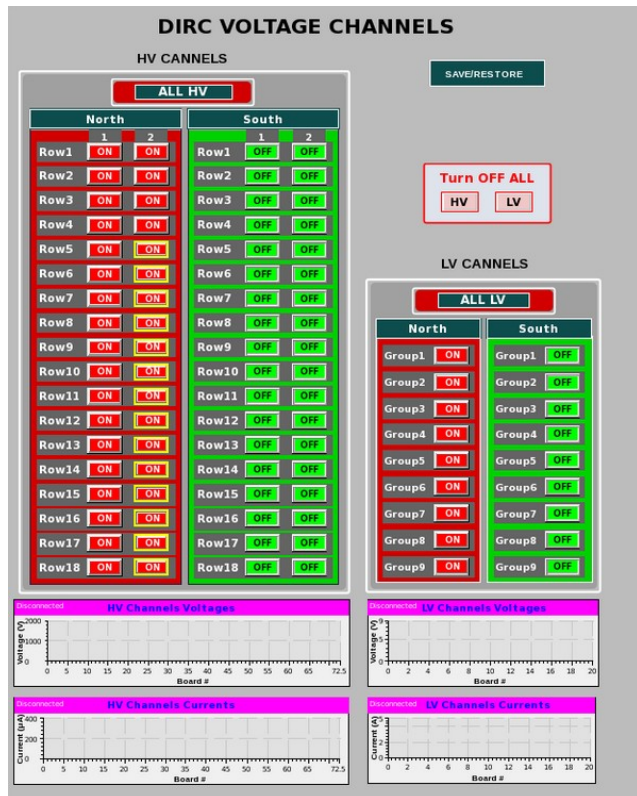 DIRC VOLTAGE CHANNELS
HV CANNELS
SAVE/RESTORE
ALL HV
North South
1 2 1 2
Row1 ON ON Row1 OFF OFF
Row2 ON ON Row2 OFF OFF
Row3 ON ON Row3 OFF OFF
Row4 ON ON Row4 OFF OFF
Row5 ON ON Row5 OFF OFF
Row6 ON ON Row6 OFF OFF
Row7 ON ON Row7 OFF OFF
Row8 ON ON Row8 OFF OFF
Row9 ON ON Row9 OFF OFF
Row10 ON ON Row10 OFF OFF
Row11 ON ON Row11 OFF OFF
Row12 ON ON Row12 OFF OFF
Row13 ON ON Row13 OFF OFF
Row14 ON ON Row14 OFF OFF
Row15 ON ON Row15 OFF OFF
Row16 ON ON Row16 OFF OFF
Row17 ON ON Row17 OFF OFF
Row18 ON ON Row18 OFF OFF
Turn OFF ALL
HV LV
LV CANNELS
ALL LV
North South
Group1 ON Group1 OFF
Group2 ON Group2 OFF
Group3 ON Group3 OFF
Group4 ON Group4 OFF
Group5 ON Group5 OFF
Group6 ON Group6 OFF
Group7 ON Group7 OFF
Group8 ON Group8 OFF
Group9 ON Group9 OFF
Disconnected HV Channels Voltages
Voltage (V)
2000
1000
0
0 5 10 15 20 25 30 35 40 45 50 55 60 65 72.5
Board #
Disconnected LV Channels Voltages
Voltage (V)
9
5
0
0 2 4 6 8 10 12 14 16 18 20
Board #
Disconnected HV Channels Currents
Current (µA)
400
200
0
0 5 10 15 20 25 30 35 40 45 50 55 60 65 72.5
Board #
Disconnected LV Channels Currents
Current (A)
5
2
0
0 2 4 6 8 10 12 14 16 18 20
Board #